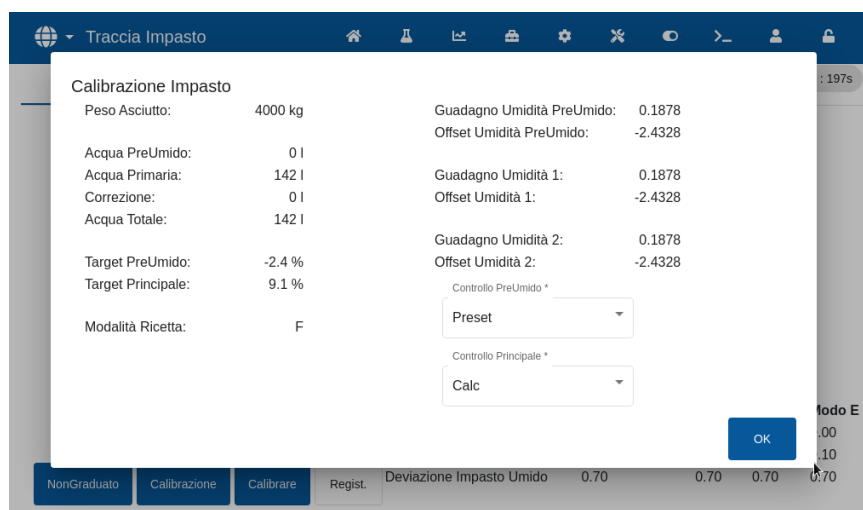 Traccia Impasto
: 197s
Calibrazione Impasto
Peso Asciutto: 4000 kg
Acqua PreUmido: 0 l
Acqua Primaria: 142 l
Correzione: 0 l
Acqua Totale: 142 l
Target PreUmido: -2.4 %
Target Principale: 9.1 %
Modalità Ricetta: F
Guadagno Umidità PreUmido: 0.1878
Offset Umidità PreUmido: -2.4328
Guadagno Umidità 1: 0.1878
Offset Umidità 1: -2.4328
Guadagno Umidità 2: 0.1878
Offset Umidità 2: -2.4328
Controllo PreUmido *
Preset
Controllo Principale *
Calc
OK
Modo E
.00
.10
NonGraduato Calibrazione Calibrare Regist. Deviazione Impasto Umido 0.70 0.70 0.70 0.70